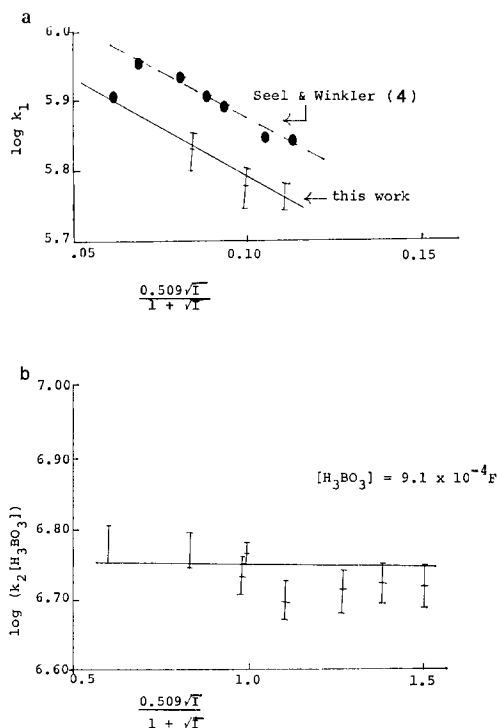 a
6.0
5.9
5.8
5.7
log k₁
Seel & Winkler (4)
this work
.05
0.10
0.15
0.509√I
1 + √I
b
7.00
6.90
6.80
6.70
6.60
log (k₂[H₃BO₃])
[H₃BO₃] = 9.1 x 10⁻⁴F
0.5
1.0
1.5
0.509√I
1 + √I